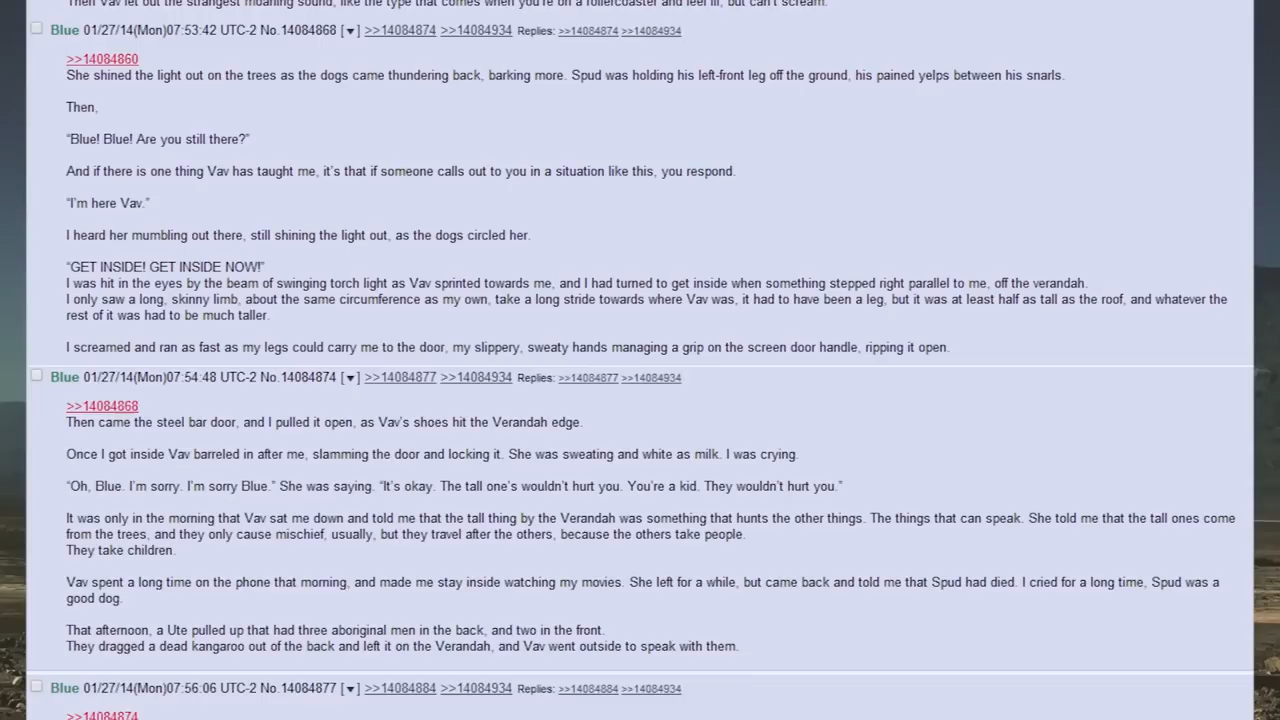 Then Vav let out the strangest moaning sound, like the type that comes when you're on a rollercoaster and feel ill, but can't scream.
Blue 01/27/14(Mon)07:53:42 UTC-2 No.14084868 [▼] >>14084874 >>14084934 Replies: >>14084874 >>14084934
>>14084860
She shined the light out on the trees as the dogs came thundering back, barking more. Spud was holding his left-front leg off the ground, his pained yelps between his snarls.
Then,
“Blue! Blue! Are you still there?”
And if there is one thing Vav has taught me, it's that if someone calls out to you in a situation like this, you respond.
“I'm here Vav.”
I heard her mumbling out there, still shining the light out, as the dogs circled her.
“GET INSIDE! GET INSIDE NOW!”
I was hit in the eyes by the beam of swinging torch light as Vav sprinted towards me, and I had turned to get inside when something stepped right parallel to me, off the verandah.
I only saw a long, skinny limb, about the same circumference as my own, take a long stride towards where Vav was, it had to have been a leg, but it was at least half as tall as the roof, and whatever the
rest of it was had to be much taller.
I screamed and ran as fast as my legs could carry me to the door, my slippery, sweaty hands managing a grip on the screen door handle, ripping it open.
Blue 01/27/14(Mon)07:54:48 UTC-2 No.14084874 [▼] >>14084877 >>14084934 Replies: >>14084877 >>14084934
>>14084868
Then came the steel bar door, and I pulled it open, as Vav's shoes hit the Verandah edge.
Once I got inside Vav barreled in after me, slamming the door and locking it. She was sweating and white as milk. I was crying.
“Oh, Blue. I'm sorry. I'm sorry Blue.” She was saying. “It's okay. The tall one's wouldn't hurt you. You're a kid. They wouldn't hurt you.”
It was only in the morning that Vav sat me down and told me that the tall thing by the Verandah was something that hunts the other things. The things that can speak. She told me that the tall ones come
from the trees, and they only cause mischief, usually, but they travel after the others, because the others take people.
They take children.
Vav spent a long time on the phone that morning, and made me stay inside watching my movies. She left for a while, but came back and told me that Spud had died. I cried for a long time, Spud was a
good dog.
That afternoon, a Ute pulled up that had three aboriginal men in the back, and two in the front.
They dragged a dead kangaroo out of the back and left it on the Verandah, and Vav went outside to speak with them.
Blue 01/27/14(Mon)07:56:06 UTC-2 No.14084877 [▼] >>14084884 >>14084934 Replies: >>14084884 >>14084934
>>14084874